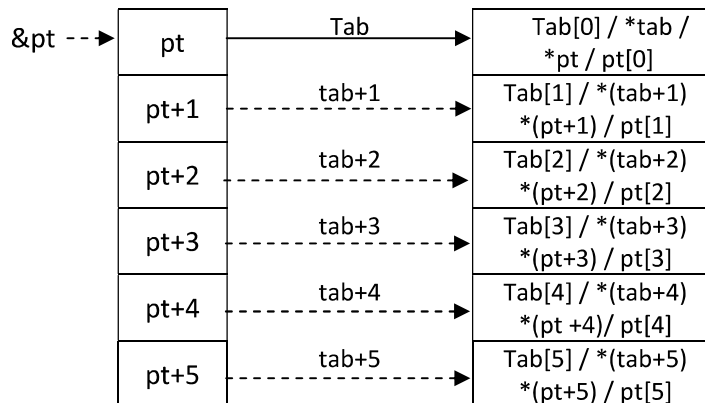 &pt
pt
Tab
Tab[0] / *tab /
*pt / pt[0]
pt+1
tab+1
Tab[1] / *(tab+1)
*(pt+1) / pt[1]
pt+2
tab+2
Tab[2] / *(tab+2)
*(pt+2) / pt[2]
pt+3
tab+3
Tab[3] / *(tab+3)
*(pt+3) / pt[3]
pt+4
tab+4
Tab[4] / *(tab+4)
*(pt +4)/ pt[4]
pt+5
tab+5
Tab[5] / *(tab+5)
*(pt+5) / pt[5]